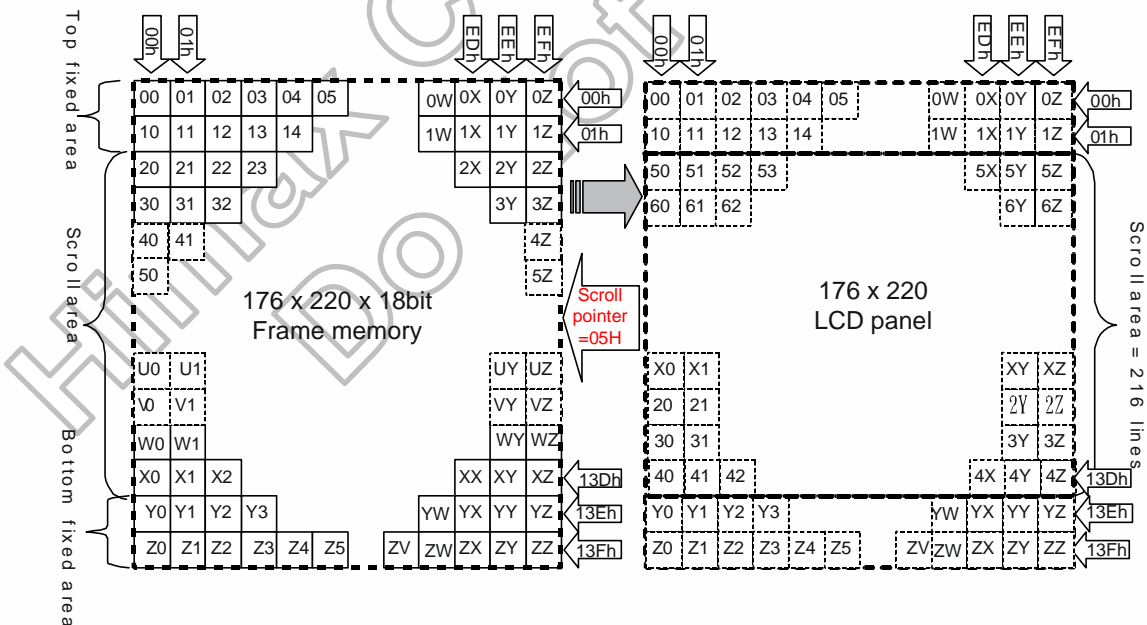 00h 01h EDh EEh EFh 00h 01h EDh EEh EFh
Top fixed area
00 01 02 03 04 05 0W 0X 0Y 0Z 00h 00 01 02 03 04 05 0W 0X 0Y 0Z 00h
10 11 12 13 14 1W 1X 1Y 1Z 01h 10 11 12 13 14 1W 1X 1Y 1Z 01h
20 21 22 23 2X 2Y 2Z 50 51 52 53 5X 5Y 5Z
30 31 32 3Y 3Z 60 61 62 6Y 6Z
Scroll area
40 41 4Z
50 5Z
176 x 220 x 18bit
Frame memory
Scroll
pointer
=05H
176 x 220
LCD panel
Scroll area = 216 lines
U0 U1 UY UZ X0 X1 XY XZ
V0 V1 VY VZ 20 21 2Y 2Z
W0 W1 WY WZ 30 31 3Y 3Z
X0 X1 X2 XX XY XZ 13Dh 40 41 42 4X 4Y 4Z 13Dh
Bottom fixed area
Y0 Y1 Y2 Y3 YW YX YY YZ 13Eh Y0 Y1 Y2 Y3 YW YX YY YZ 13Eh
Z0 Z1 Z2 Z3 Z4 Z5 ZV ZW ZX ZY ZZ 13Fh Z0 Z1 Z2 Z3 Z4 Z5 ZV ZW ZX ZY ZZ 13Fh
Himax
Do